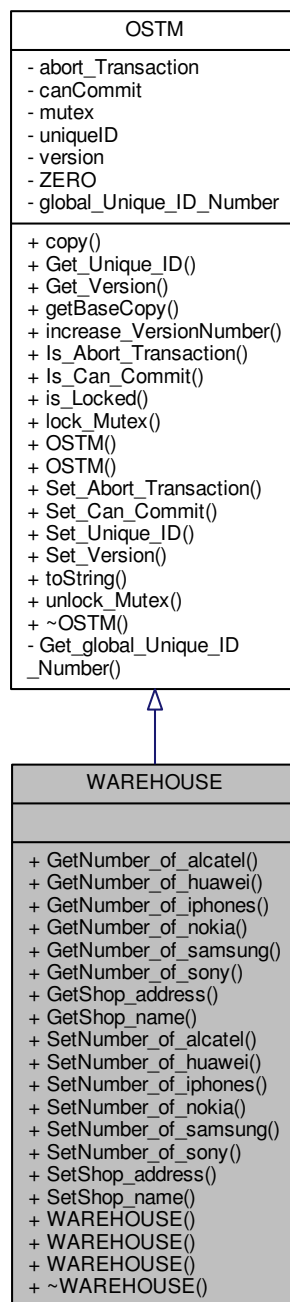 OSTM
- abort_Transaction
- canCommit
- mutex
- uniqueID
- version
- ZERO
- global_Unique_ID_Number
+ copy()
+ Get_Unique_ID()
+ Get_Version()
+ getBaseCopy()
+ increase_VersionNumber()
+ Is_Abort_Transaction()
+ Is_Can_Commit()
+ is_Locked()
+ lock_Mutex()
+ OSTM()
+ OSTM()
+ Set_Abort_Transaction()
+ Set_Can_Commit()
+ Set_Unique_ID()
+ Set_Version()
+ toString()
+ unlock_Mutex()
+ ~OSTM()
- Get_global_Unique_ID
_Number()
WAREHOUSE
+ GetNumber_of_alcatel()
+ GetNumber_of_huawei()
+ GetNumber_of_iphones()
+ GetNumber_of_nokia()
+ GetNumber_of_samsung()
+ GetNumber_of_sony()
+ GetShop_address()
+ GetShop_name()
+ SetNumber_of_alcatel()
+ SetNumber_of_huawei()
+ SetNumber_of_iphones()
+ SetNumber_of_nokia()
+ SetNumber_of_samsung()
+ SetNumber_of_sony()
+ SetShop_address()
+ SetShop_name()
+ WAREHOUSE()
+ WAREHOUSE()
+ WAREHOUSE()
+ ~WAREHOUSE()